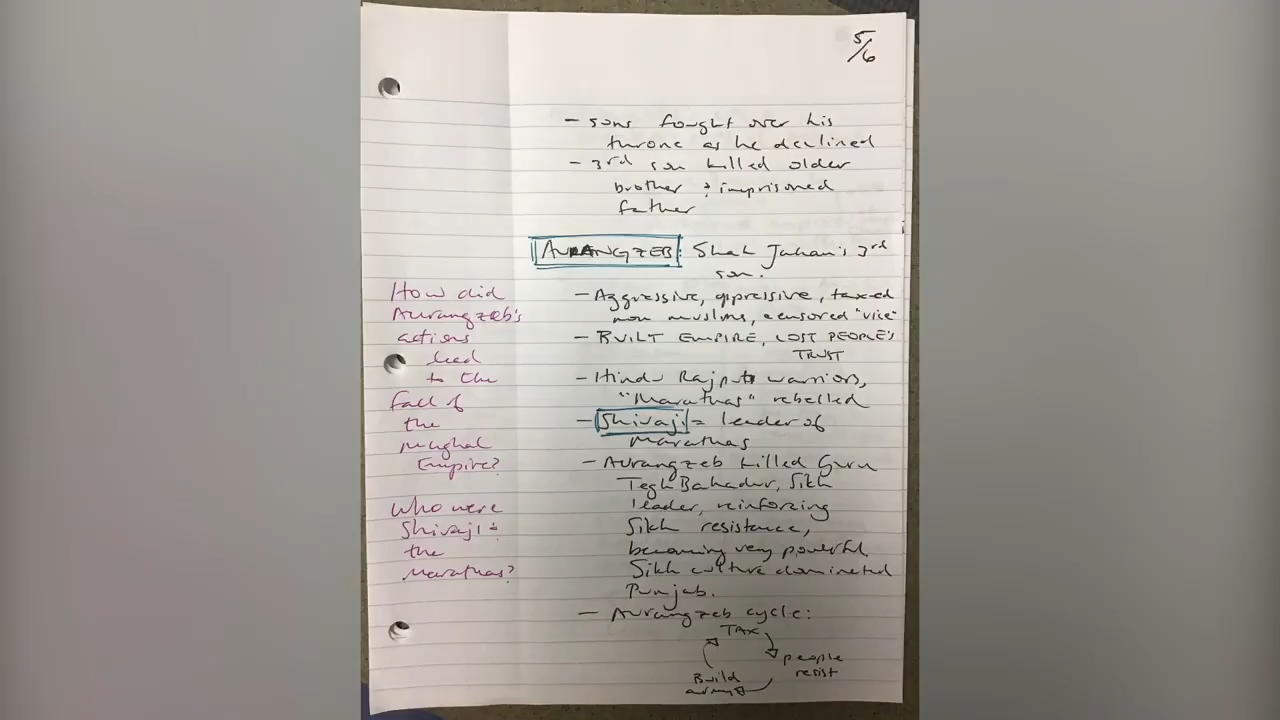 5/6
- sons fought over his
throne as he declined
- 3rd son killed older
brother & imprisoned
father
AURANGZEB: Shah Jahan's 3rd
son.
How did
Aurangzeb's
actions
lead
to the
fall of
the
Mughal
Empire?
Who were
Shivaji &
the
Marathas?
- Aggressive, oppressive, taxed
non muslims, censored "vice"
- BUILT EMPIRE, LOST PEOPLE'S
TRUST
- Hindu Rajput warriors,
"Marathas" rebelled
- Shivaji = leader of
Marathas
- Aurangzeb killed Guru
Tegh Bahadur, Sikh
leader, reinforcing
Sikh resistance,
becoming very powerful
Sikh culture dominated
Punjab.
- Aurangzeb cycle:
TAX
people
resist
Build
army